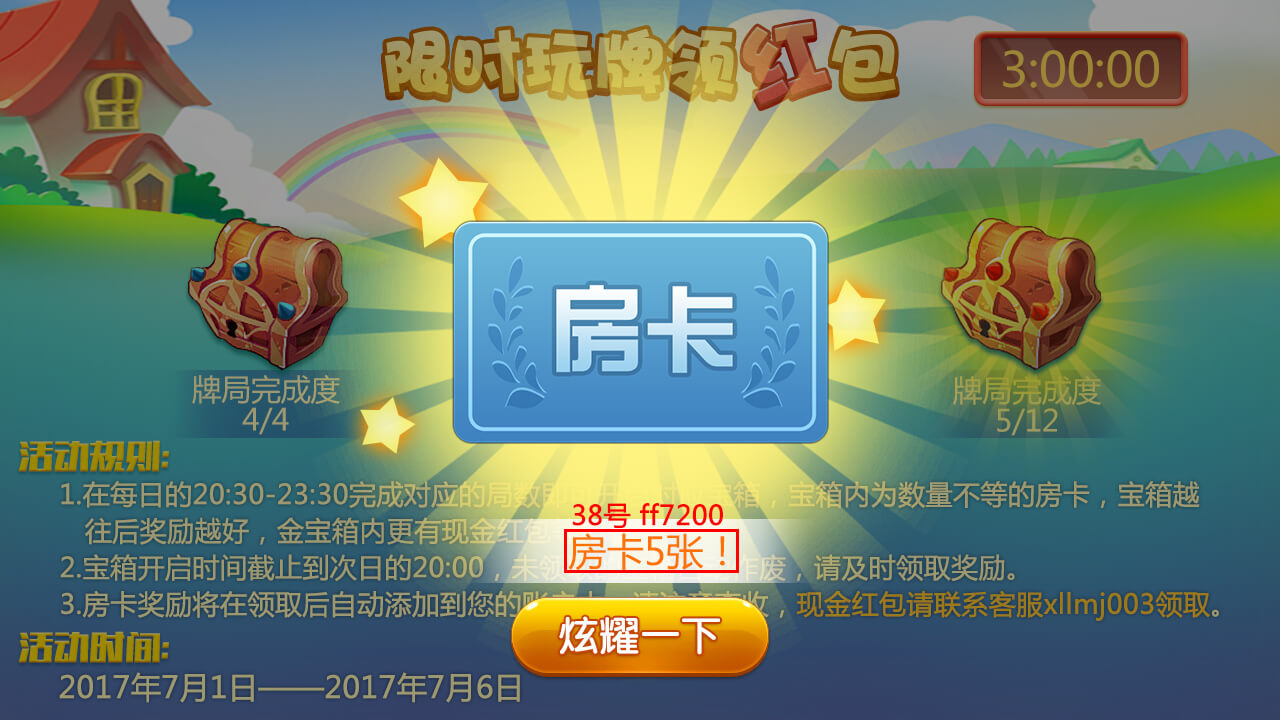 限时玩牌领红包
3:00:00
房卡
牌局完成度
4/4
牌局完成度
5/12
活动规则:
1.在每日的20:30-23:30完成对应的局数即 宝箱，宝箱内为数量不等的房卡，宝箱越
往后奖励越好，金宝箱内更有现金红包
38号 ff7200
房卡5张！
2.宝箱开启时间截止到次日的20:00，未领 作废，请及时领取奖励。
3.房卡奖励将在领取后自动添加到您的账户中，请注意查收，现金红包请联系客服xllmj003领取。
炫耀一下
活动时间:
2017年7月1日——2017年7月6日